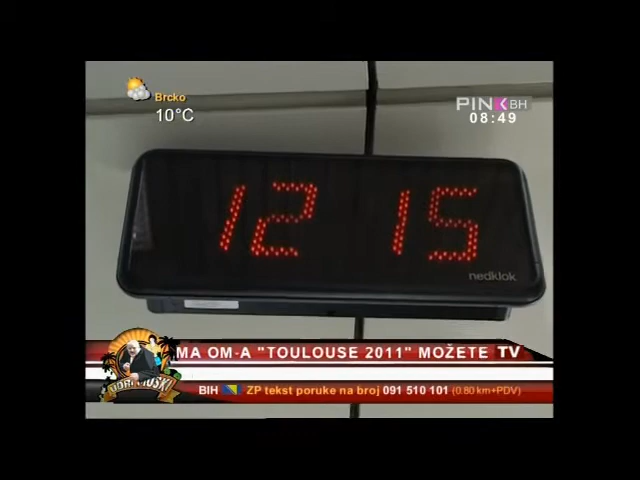 Brcko
10°C
PINK BH
08:49
12 15
nedklok
MA OM-A "TOULOUSE 2011" MOŽETE TV
BIH ZP tekst poruke na broj 091 510 101 (0.80 km+PDV)